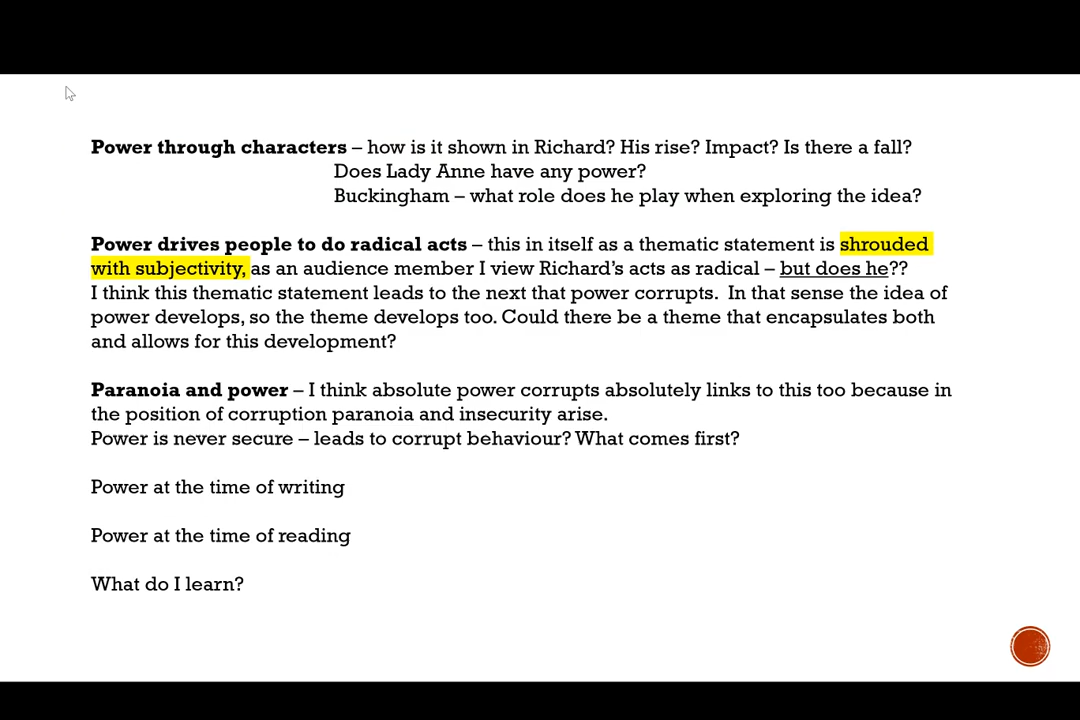 Power through characters – how is it shown in Richard? His rise? Impact? Is there a fall?
Does Lady Anne have any power?
Buckingham – what role does he play when exploring the idea?
Power drives people to do radical acts – this in itself as a thematic statement is shrouded
with subjectivity, as an audience member I view Richard's acts as radical – but does he??
I think this thematic statement leads to the next that power corrupts.  In that sense the idea of
power develops, so the theme develops too. Could there be a theme that encapsulates both
and allows for this development?
Paranoia and power – I think absolute power corrupts absolutely links to this too because in
the position of corruption paranoia and insecurity arise.
Power is never secure – leads to corrupt behaviour? What comes first?
Power at the time of writing
Power at the time of reading
What do I learn?